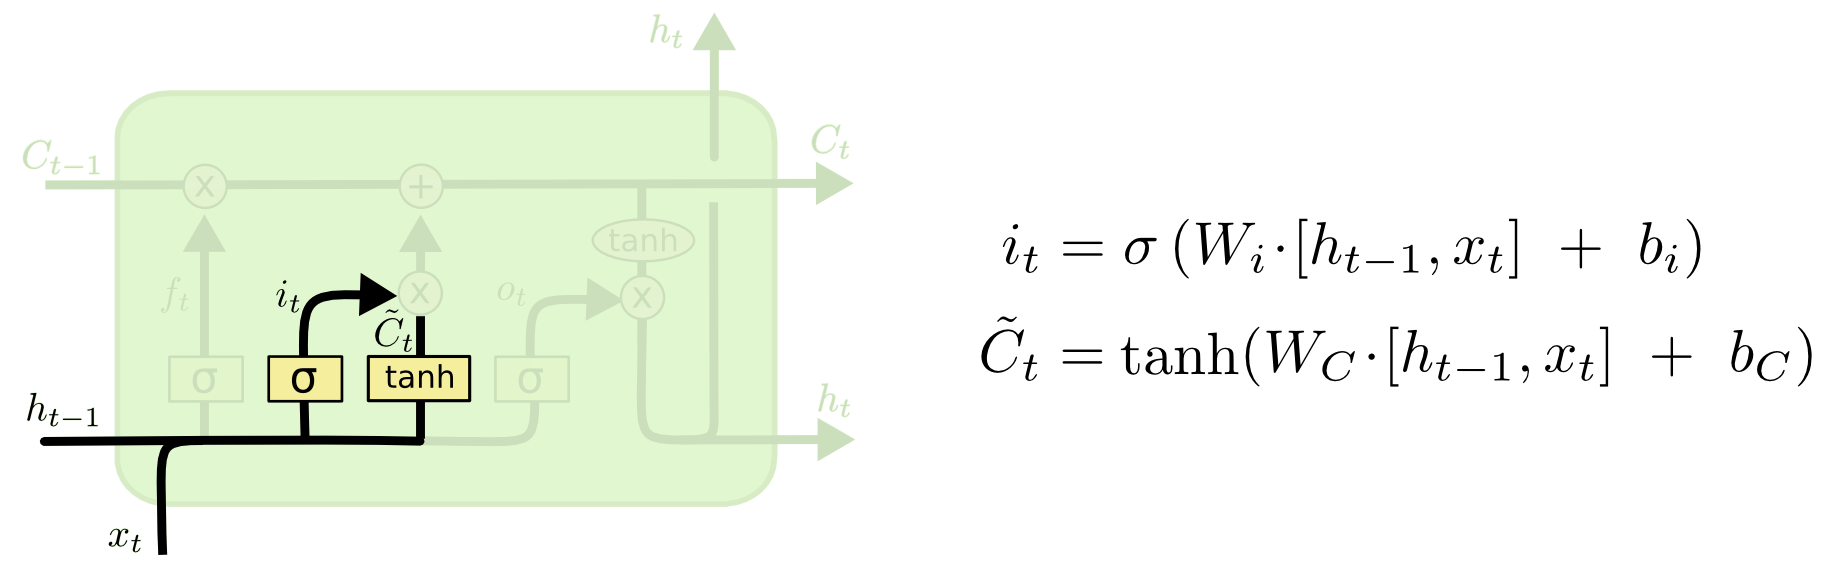 h_t
C_{t-1} C_t
x +
tanh
f_t i_t x o_t x
C̃_t
σ σ tanh σ
h_{t-1} h_t
x_t
i_t = σ (W_i · [h_{t-1}, x_t] + b_i)
C̃_t = tanh(W_C · [h_{t-1}, x_t] + b_C)